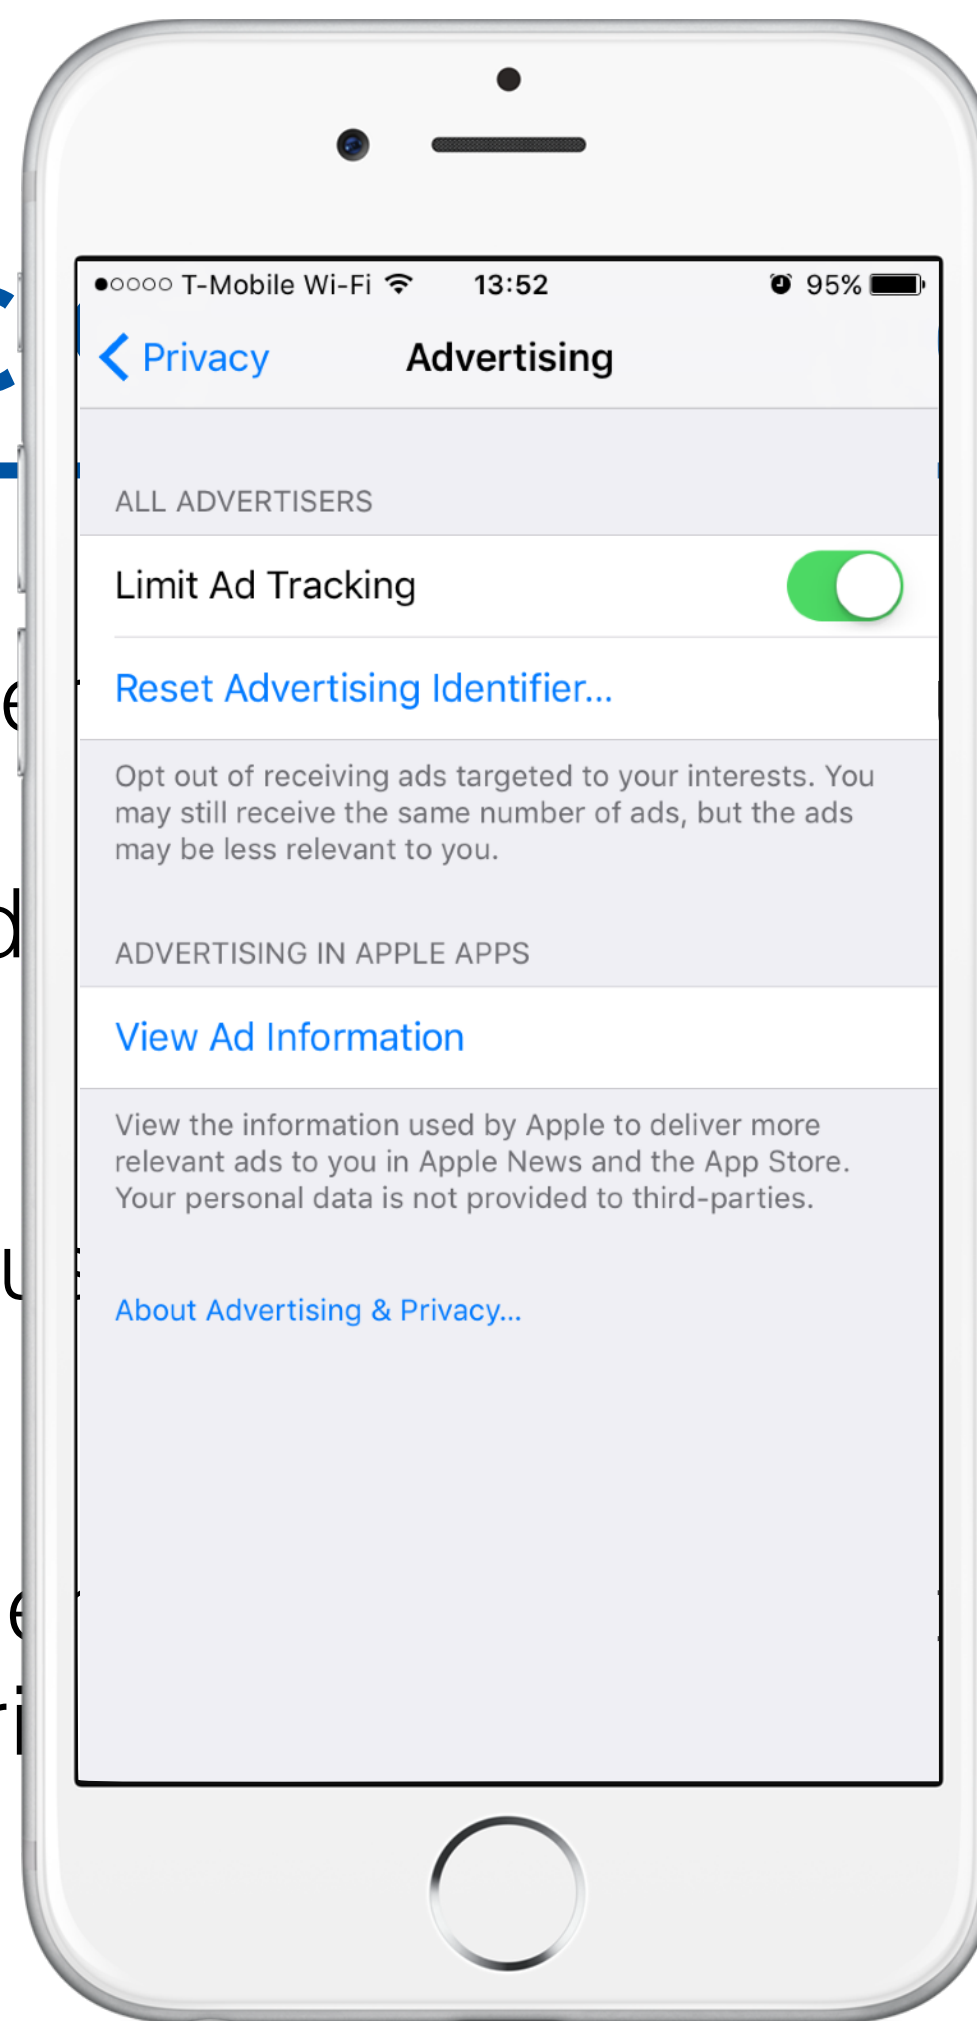 T-Mobile Wi-Fi 13:52 95%
Privacy Advertising
ALL ADVERTISERS
Limit Ad Tracking
Reset Advertising Identifier...
Opt out of receiving ads targeted to your interests. You
may still receive the same number of ads, but the ads
may be less relevant to you.
ADVERTISING IN APPLE APPS
View Ad Information
View the information used by Apple to deliver more
relevant ads to you in Apple News and the App Store.
Your personal data is not provided to third-parties.
About Advertising & Privacy...